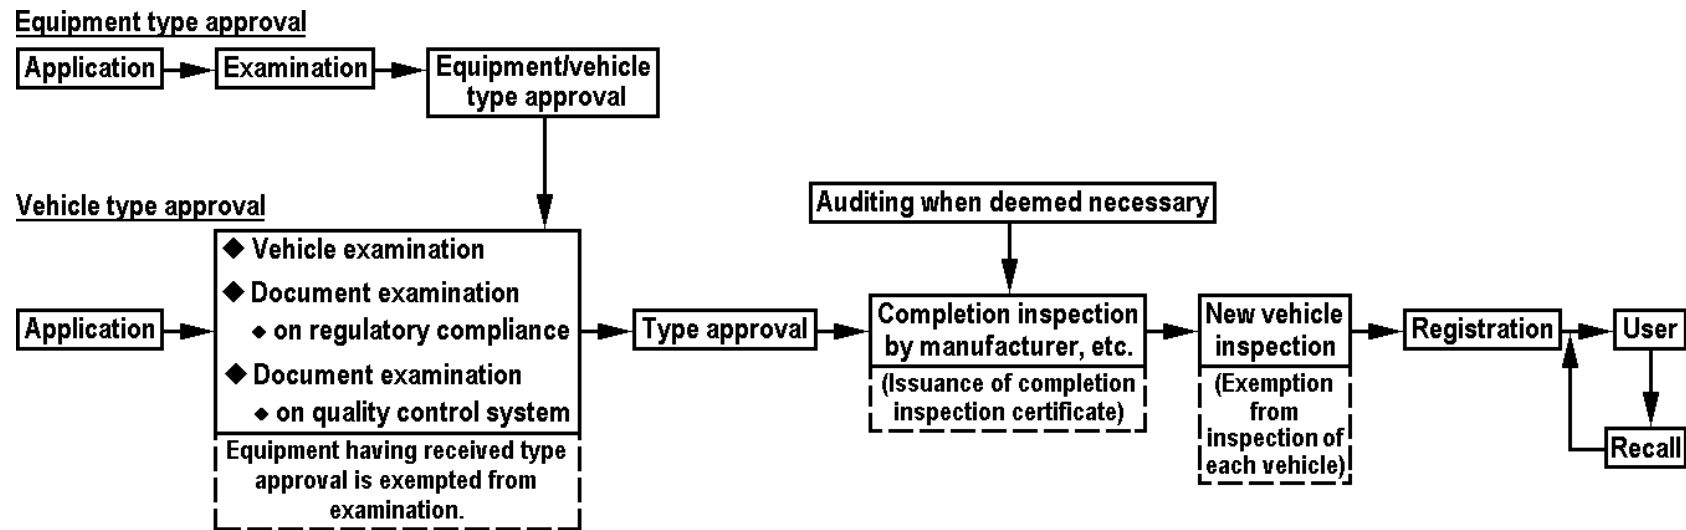 Equipment type approval
Application
Examination
Equipment/vehicle
type approval
Vehicle type approval
Auditing when deemed necessary
Application
◆ Vehicle examination
◆ Document examination
◆ on regulatory compliance
◆ Document examination
◆ on quality control system
Equipment having received type
approval is exempted from
examination.
Type approval
Completion inspection
by manufacturer, etc.
(Issuance of completion
inspection certificate)
New vehicle
inspection
(Exemption
from
inspection of
each vehicle)
Registration
User
Recall